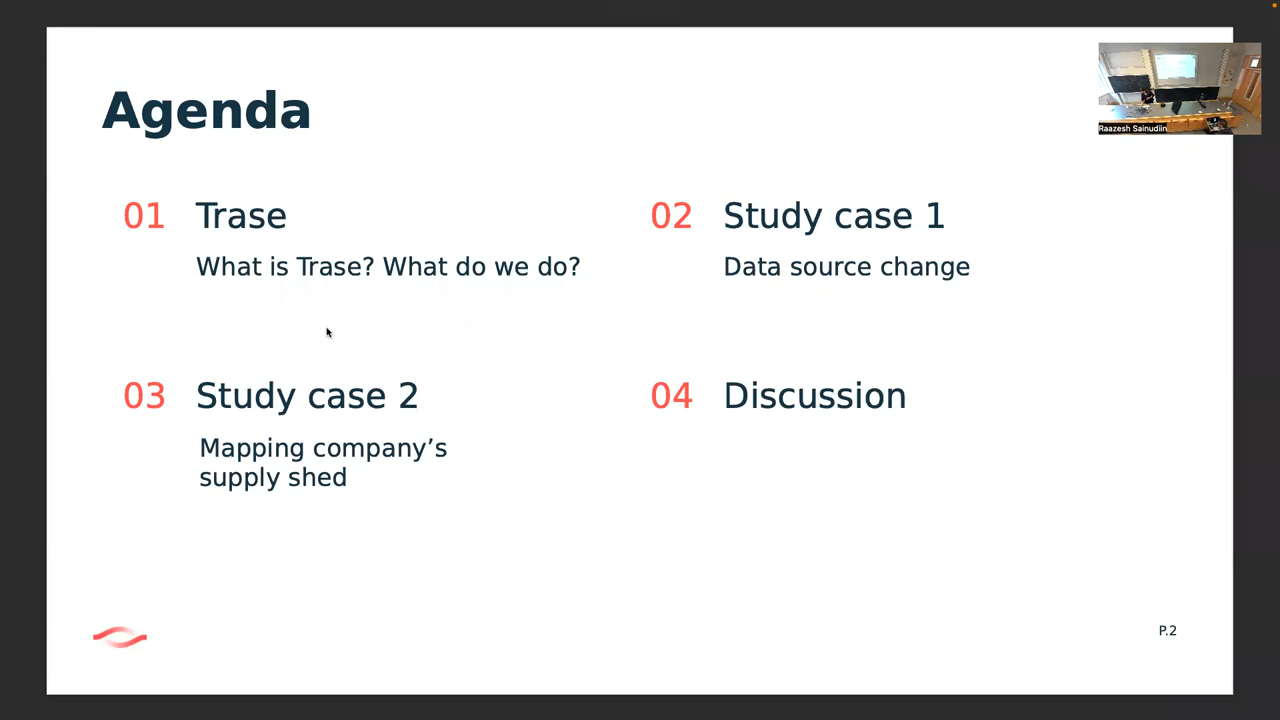 Agenda
Raazesh Sainudiin
01 Trase
What is Trase? What do we do?
02 Study case 1
Data source change
03 Study case 2
Mapping company’s
supply shed
04 Discussion
P.2